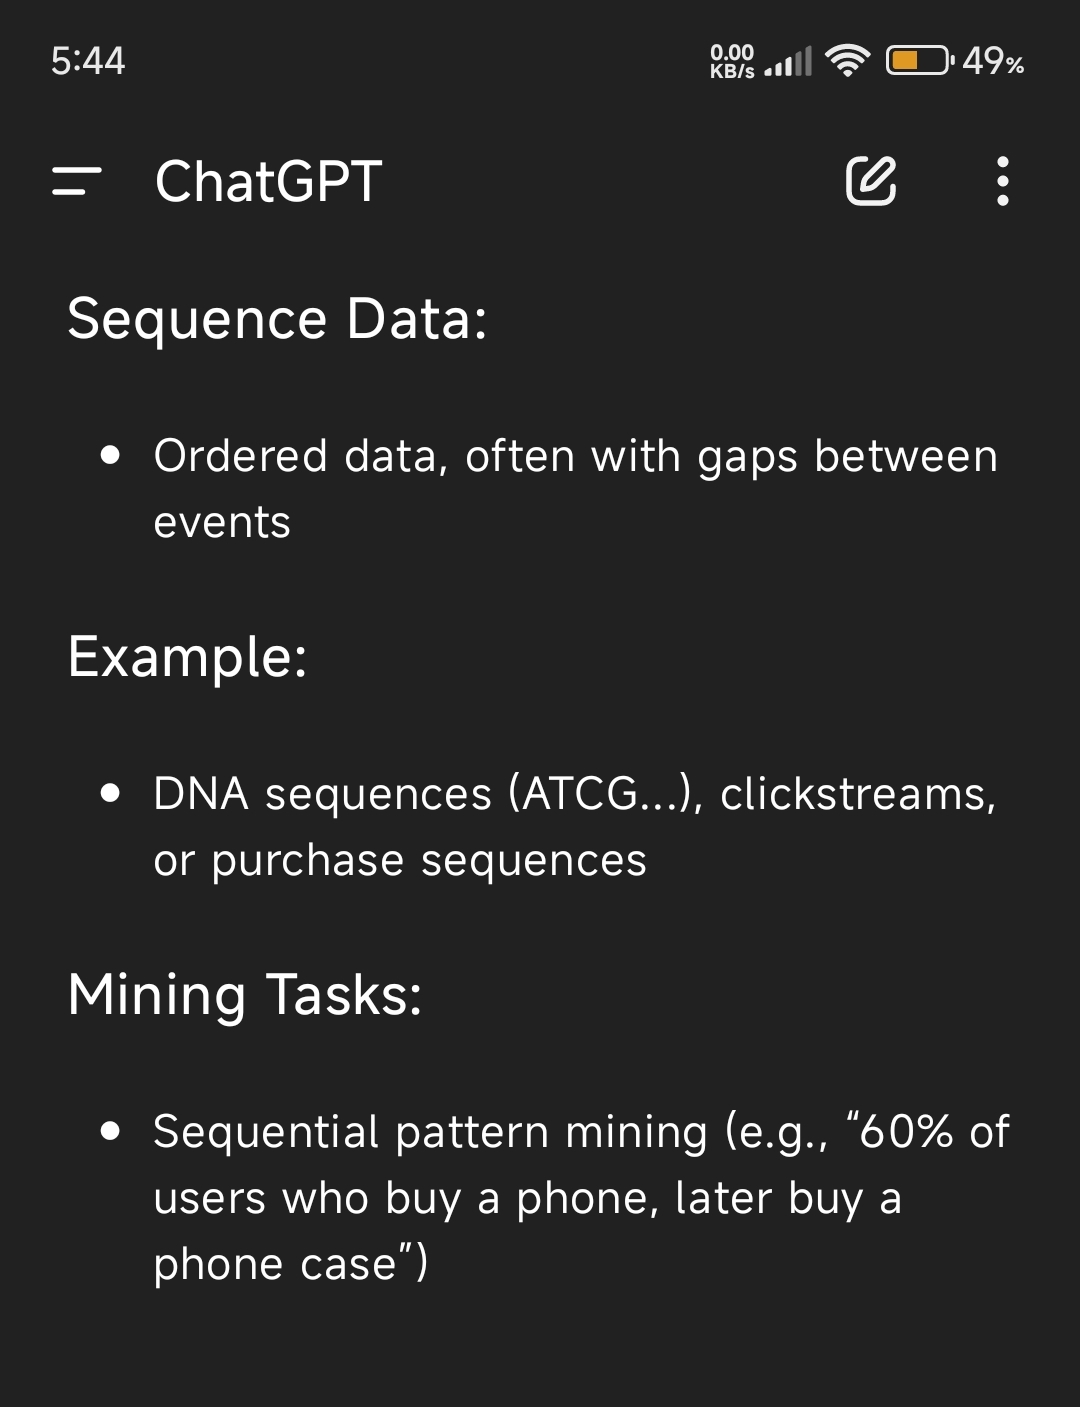 5:44
0.00
KB/s
49%
ChatGPT
Sequence Data:
• Ordered data, often with gaps between
events
Example:
• DNA sequences (ATCG...), clickstreams,
or purchase sequences
Mining Tasks:
• Sequential pattern mining (e.g., “60% of
users who buy a phone, later buy a
phone case”)